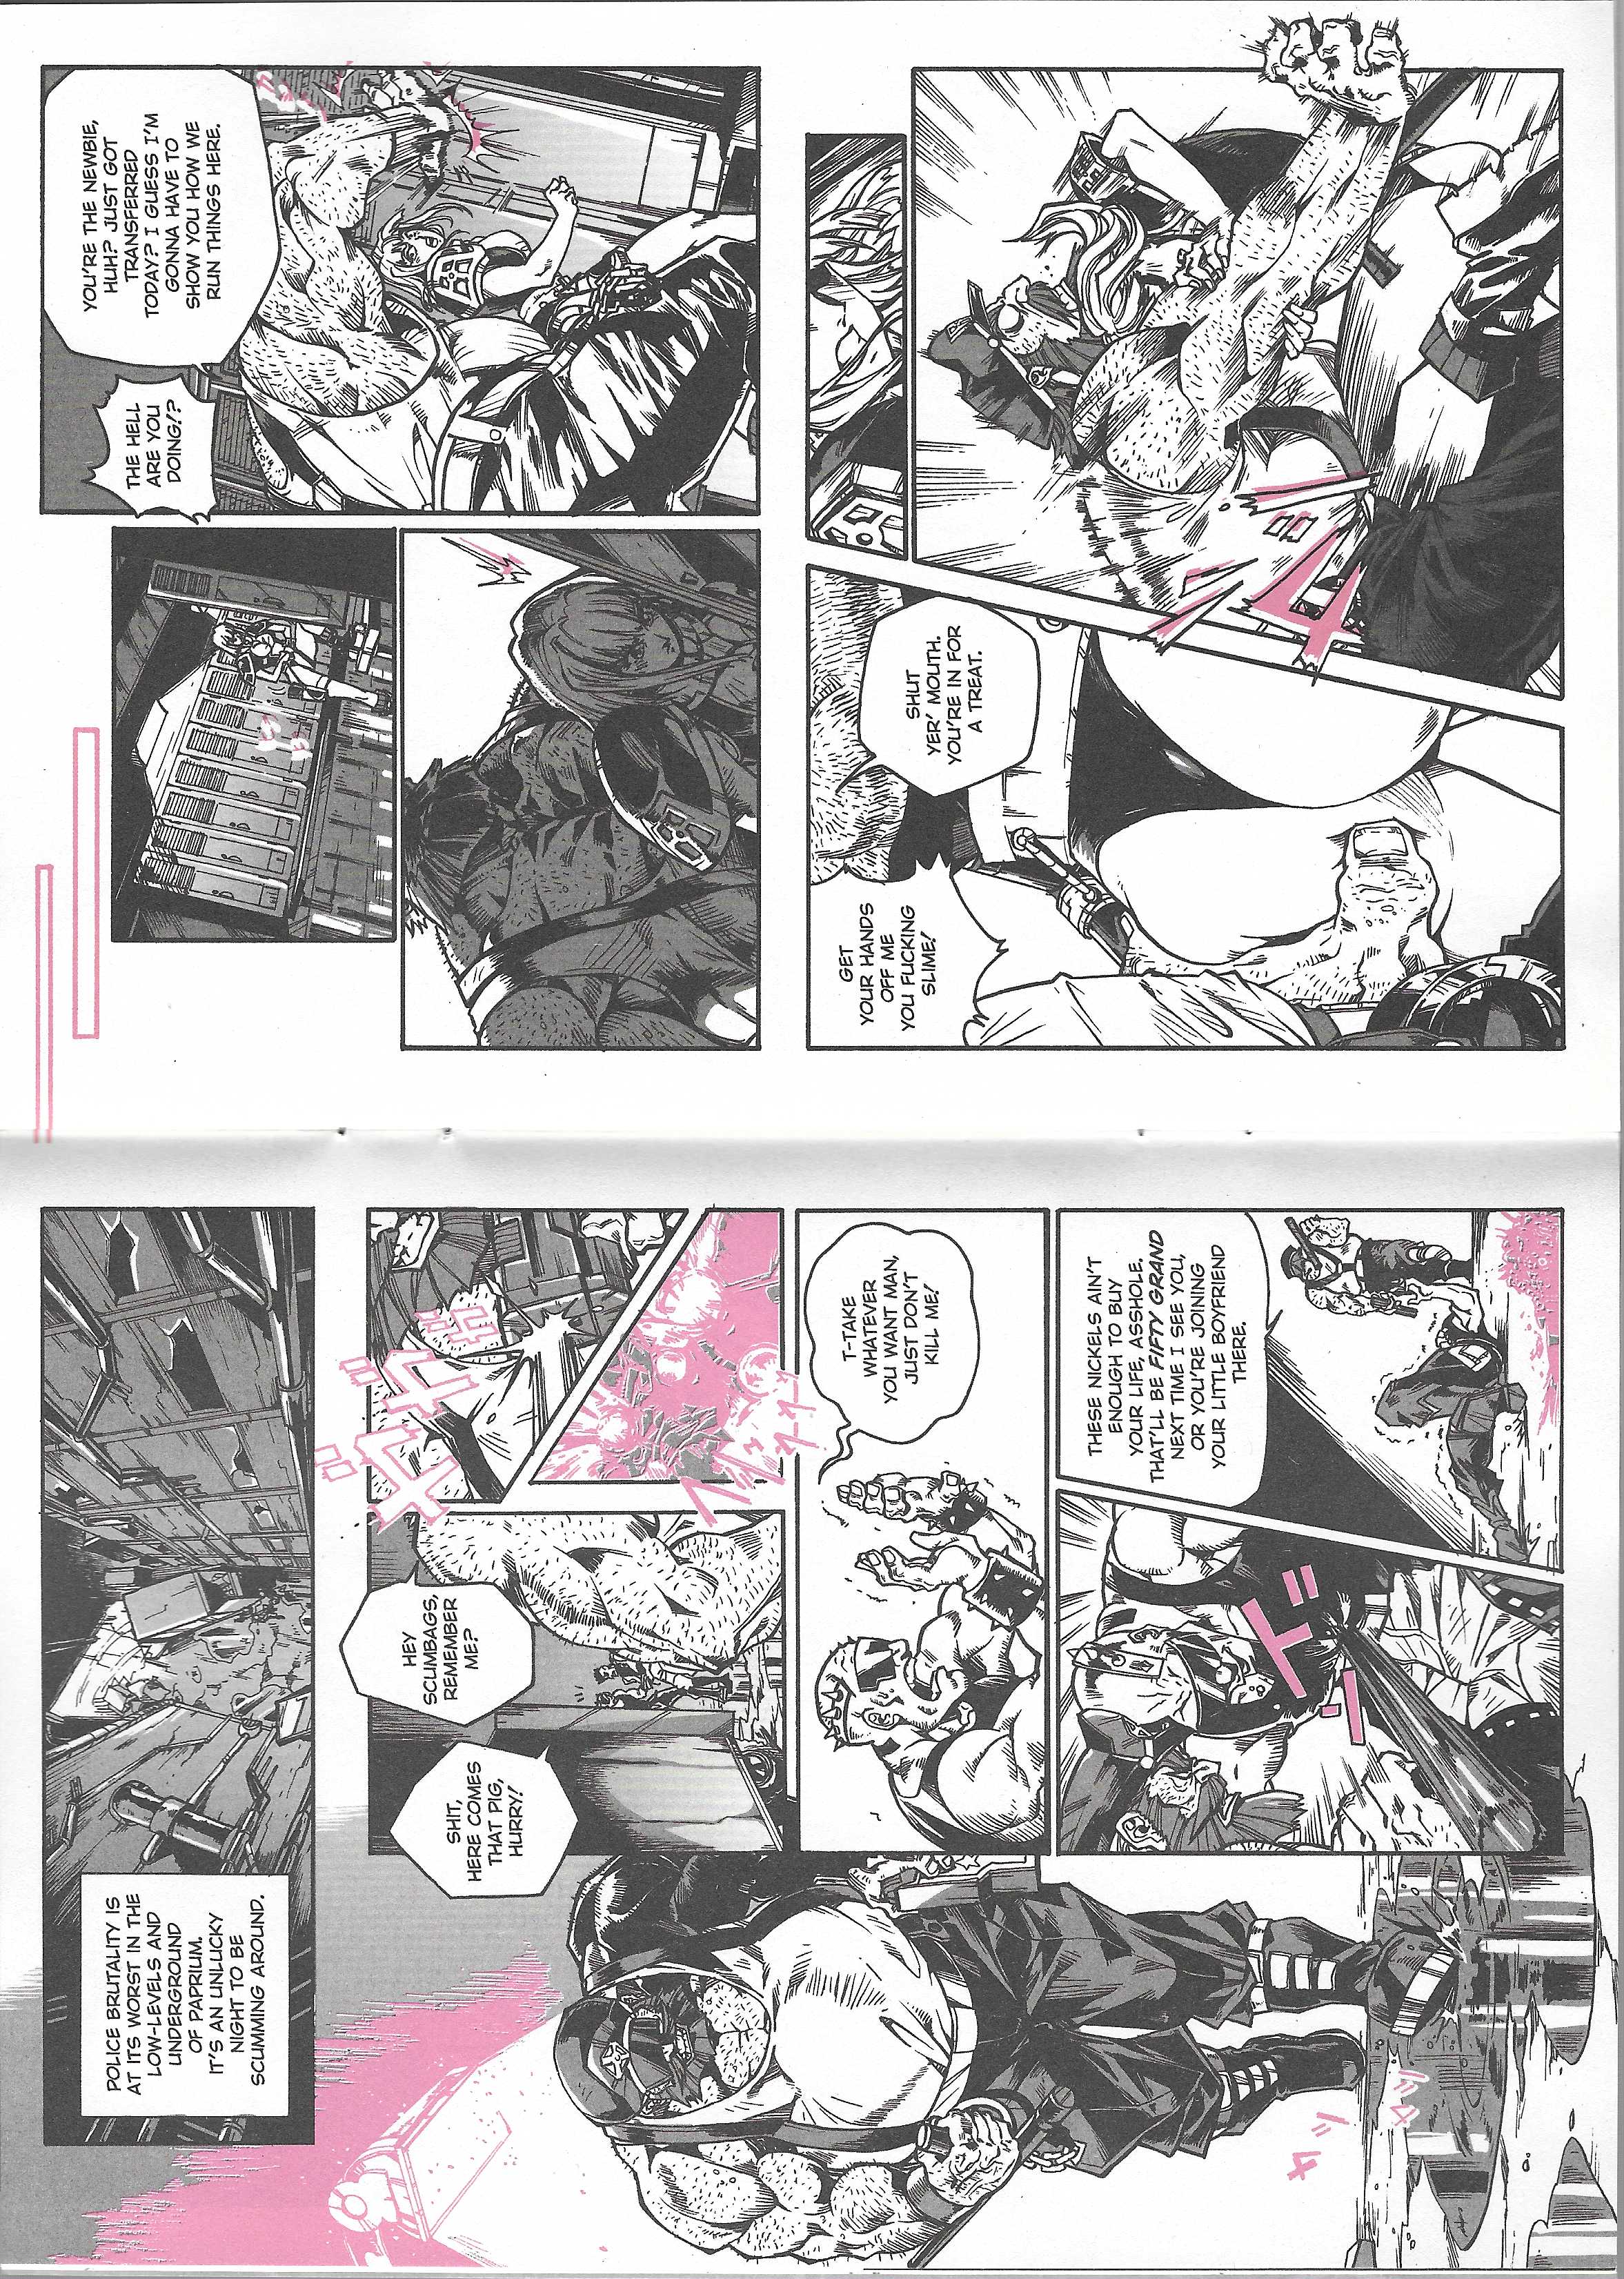 POLICE BRUTALITY IS
AT ITS WORST IN THE
LOW-LEVELS AND
UNDERGROUND
OF PAPRIUM.
IT'S AN UNLUCKY
NIGHT TO BE
SCUMMING AROUND.
SHIT,
HERE COMES
THAT PIG,
HURRY!
HEY
SCUMBAGS,
REMEMBER
ME?
T-TAKE
WHATEVER
YOU WANT MAN,
JUST DON'T
KILL ME!
THESE NICKELS AIN'T
ENOUGH TO BUY
YOUR LIFE, ASSHOLE.
THAT'LL BE FIFTY GRAND
NEXT TIME I SEE YOU,
OR YOU'RE JOINING
YOUR LITTLE BOYFRIEND
THERE.
THE HELL
ARE YOU
DOING!?
YOU'RE THE NEWBIE,
HUH? JUST GOT
TRANSFERRED
TODAY? I GUESS I'M
GONNA HAVE TO
SHOW YOU HOW WE
RUN THINGS HERE.
GET
YOUR HANDS
OFF ME
YOU FUCKING
SLIME!
SHUT
YER' MOUTH.
YOU'RE IN FOR
A TREAT.